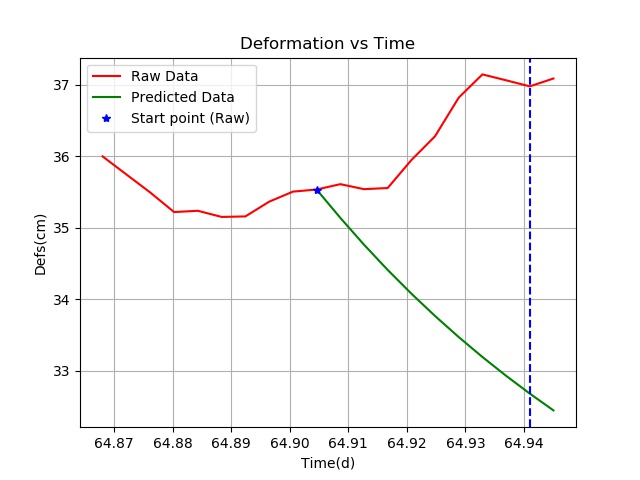 Deformation vs Time
Raw Data
Predicted Data
Start point (Raw)
Defs(cm)
37
36
35
34
33
64.87 64.88 64.89 64.90 64.91 64.92 64.93 64.94
Time(d)